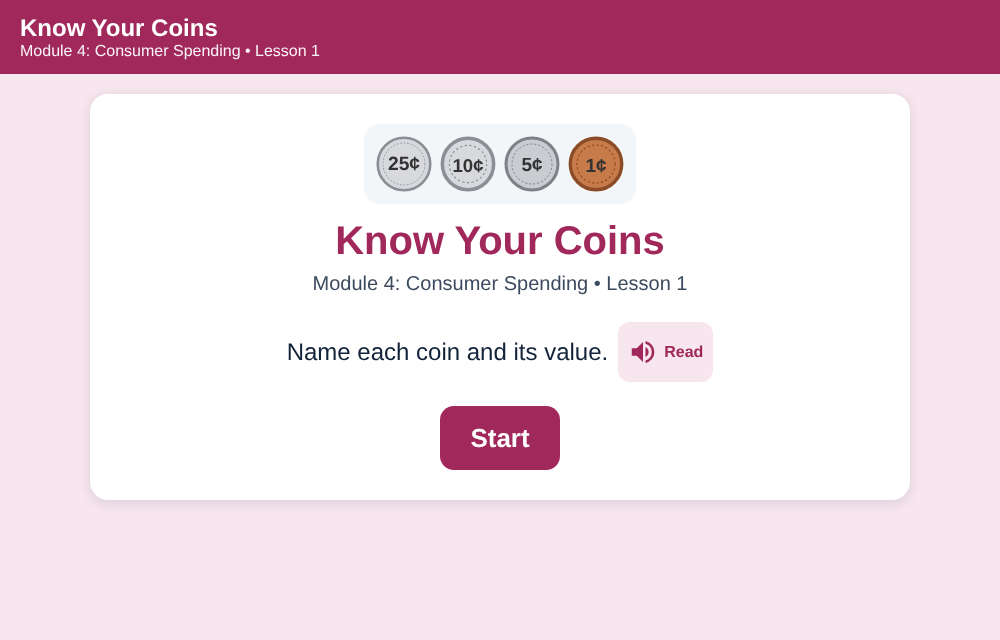 Know Your Coins
Module 4: Consumer Spending • Lesson 1
25¢ 10¢ 5¢ 1¢
Know Your Coins
Module 4: Consumer Spending • Lesson 1
Name each coin and its value. Read
Start